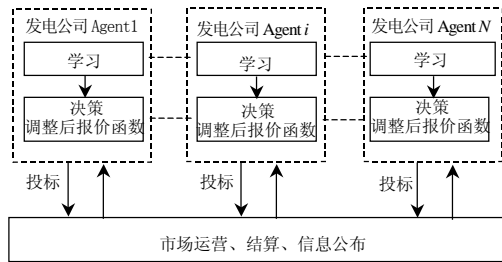 发电公司 Agent1
学习
决策
调整后报价函数
投标
发电公司 Agent i
学习
决策
调整后报价函数
投标
发电公司 Agent N
学习
决策
调整后报价函数
投标
市场运营、结算、信息公布